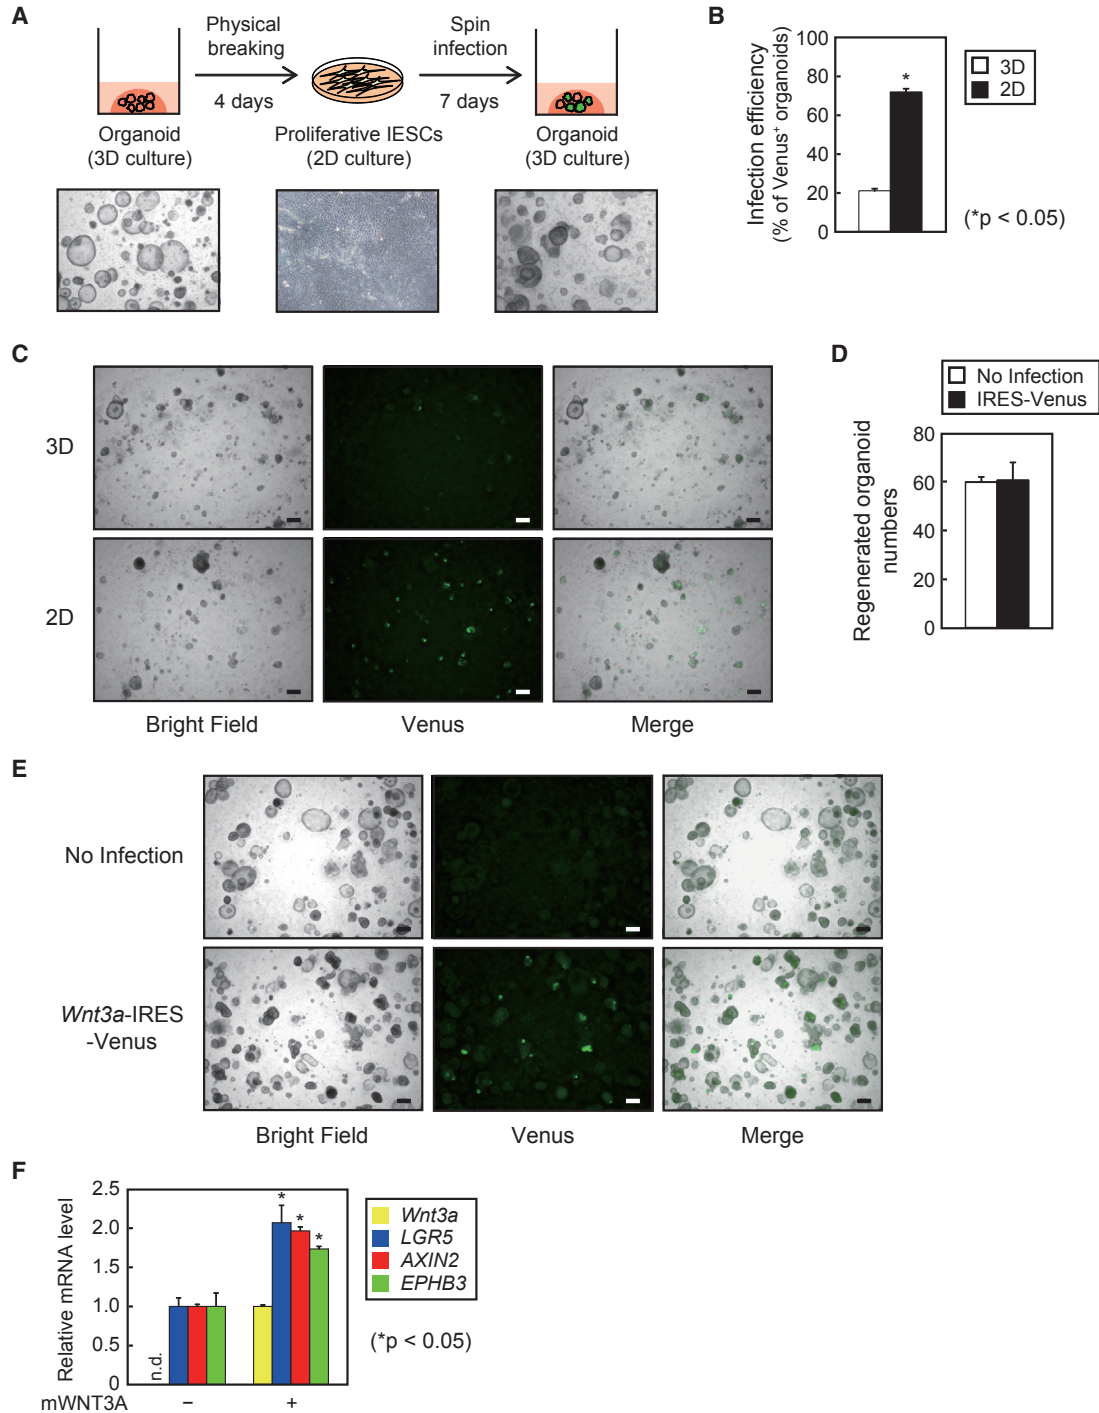 A
Physical
breaking
4 days
Spin
infection
7 days
Organoid
(3D culture)
Proliferative IESCs
(2D culture)
Organoid
(3D culture)
B
Infection efficiency
(% of Venus+ organoids)
100
80
60
40
20
0
*
3D
2D
(*p < 0.05)
C
3D
2D
Bright Field
Venus
Merge
D
No Infection
IRES-Venus
Regenerated organoid
numbers
80
60
40
20
0
E
No Infection
Wnt3a-IRES
-Venus
Bright Field
Venus
Merge
F
Relative mRNA level
2.5
2.0
1.5
1.0
0.5
0
n.d.
*
*
*
mWNT3A
−
+
Wnt3a
LGR5
AXIN2
EPHB3
(*p < 0.05)